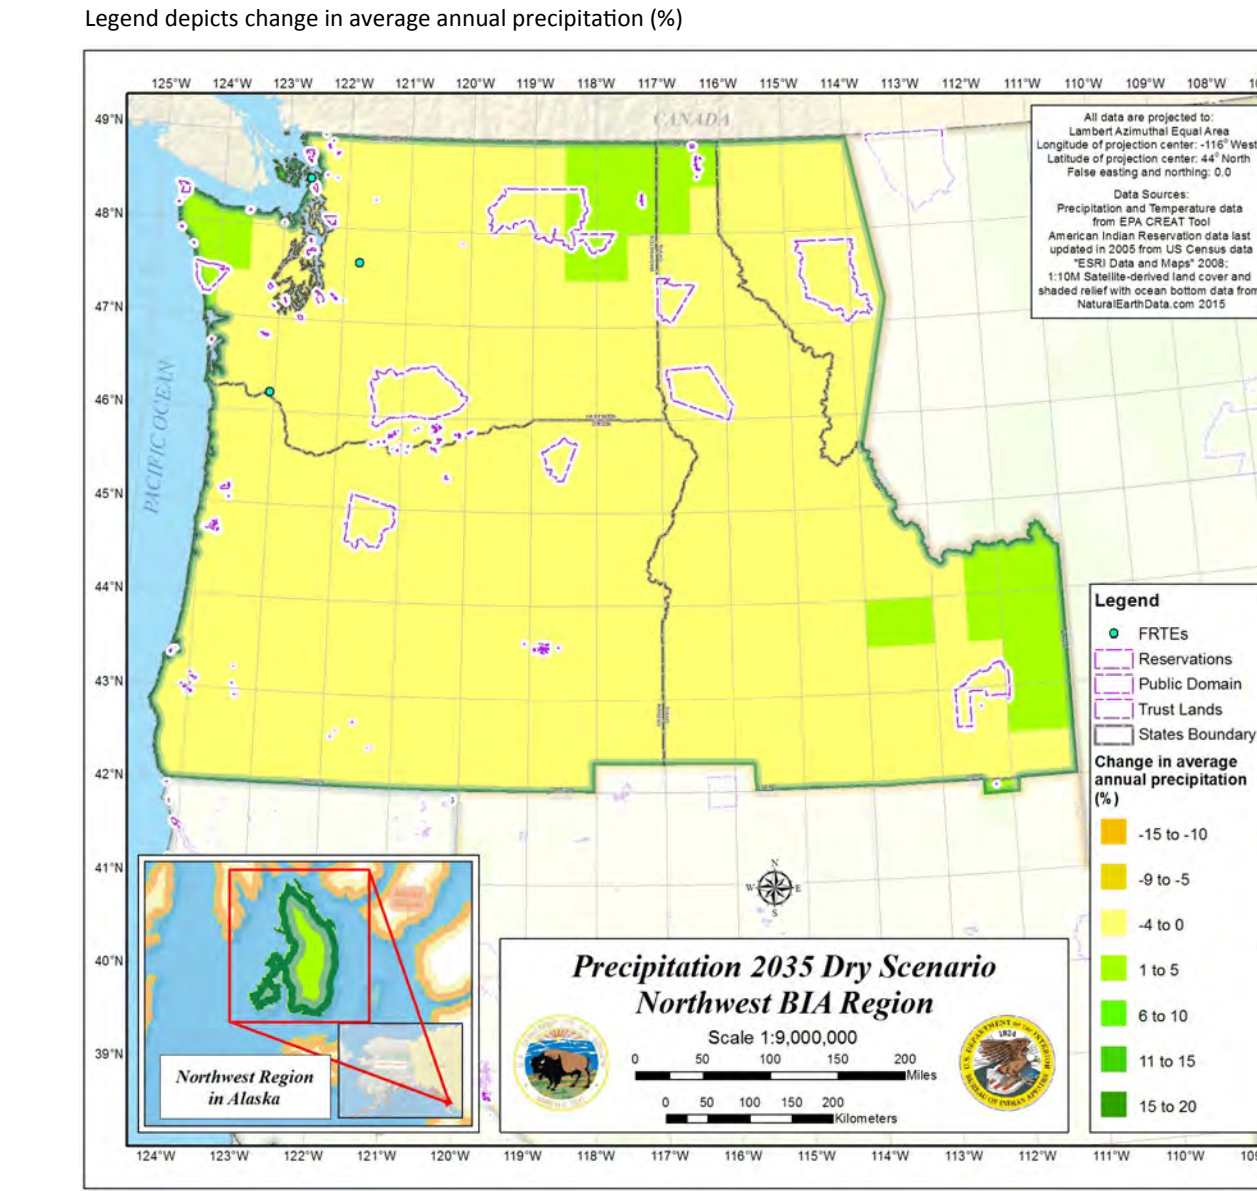 Legend depicts change in average annual precipitation (%)
125°W 124°W 123°W 122°W 121°W 120°W 119°W 118°W 117°W 116°W 115°W 114°W 113°W 112°W 111°W 110°W 109°W 108°W
49°N
48°N
47°N
46°N
45°N
44°N
43°N
42°N
41°N
40°N
39°N
CANADA
PACIFIC OCEAN
All data are projected to:
Lambert Azimuthal Equal Area
Longitude of projection center: -116° West
Latitude of projection center: 44° North
False easting and northing: 0.0
Data Sources:
Precipitation and Temperature data
from EPA CREAT Tool
American Indian Reservation data last
updated in 2005 from US Census data
"ESRI Data and Maps" 2008;
1:10M Satellite-derived land cover and
shaded relief with ocean bottom data from
NaturalEarthData.com 2015
Legend
FRTEs
Reservations
Public Domain
Trust Lands
States Boundary
Change in average
annual precipitation
(%)
-15 to -10
-9 to -5
-4 to 0
1 to 5
6 to 10
11 to 15
15 to 20
N
W E
S
Precipitation 2035 Dry Scenario
Northwest BIA Region
Scale 1:9,000,000
0 50 100 150 200
Miles
0 50 100 150 200
Kilometers
Northwest Region
in Alaska
U.S. DEPARTMENT OF THE INTERIOR
1824
BUREAU OF INDIAN AFFAIRS
124°W 123°W 122°W 121°W 120°W 119°W 118°W 117°W 116°W 115°W 114°W 113°W 112°W 111°W 110°W